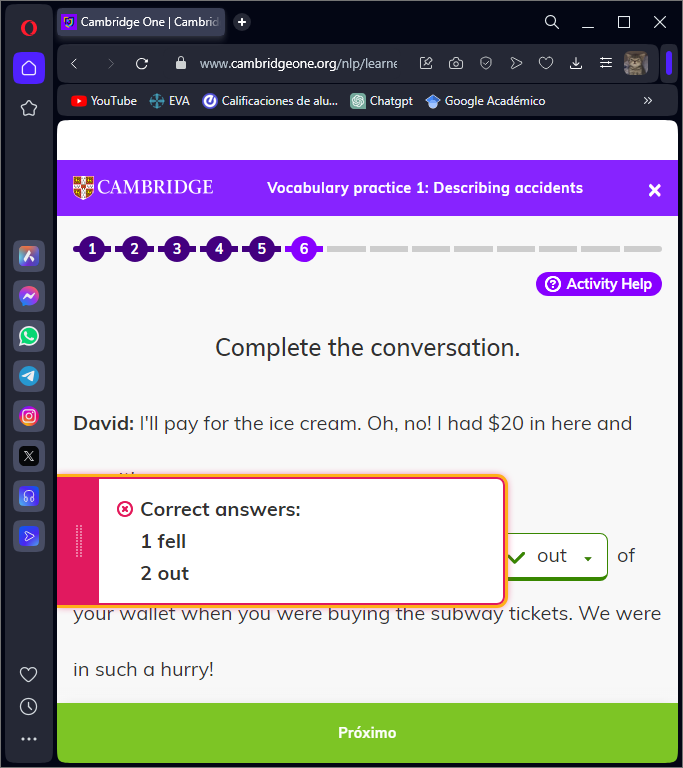 Cambridge One | Cambrid
www.cambridgeone.org/nlp/learne
YouTube EVA Calificaciones de alu... Chatgpt Google Académico »
CAMBRIDGE Vocabulary practice 1: Describing accidents
1 2 3 4 5 6
Activity Help
Complete the conversation.
David: I'll pay for the ice cream. Oh, no! I had $20 in here and
Correct answers:
1 fell
2 out
out of
your wallet when you were buying the subway tickets. We were
in such a hurry!
Próximo